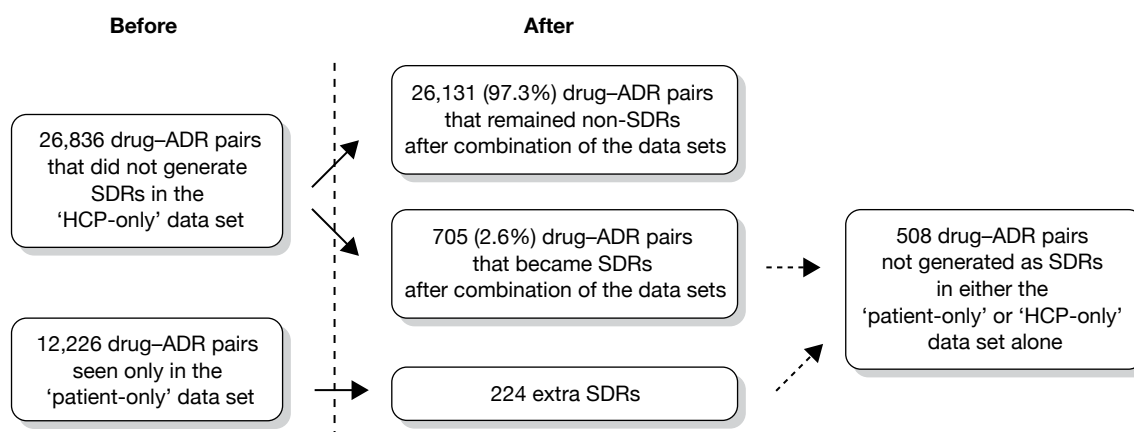 Before
After
26,836 drug–ADR pairs
that did not generate
SDRs in the
‘HCP-only’ data set
26,131 (97.3%) drug–ADR pairs
that remained non-SDRs
after combination of the data sets
705 (2.6%) drug–ADR pairs
that became SDRs
after combination of the data sets
508 drug–ADR pairs
not generated as SDRs
in either the
‘patient-only’ or ‘HCP-only’
data set alone
12,226 drug–ADR pairs
seen only in the
‘patient-only’ data set
224 extra SDRs